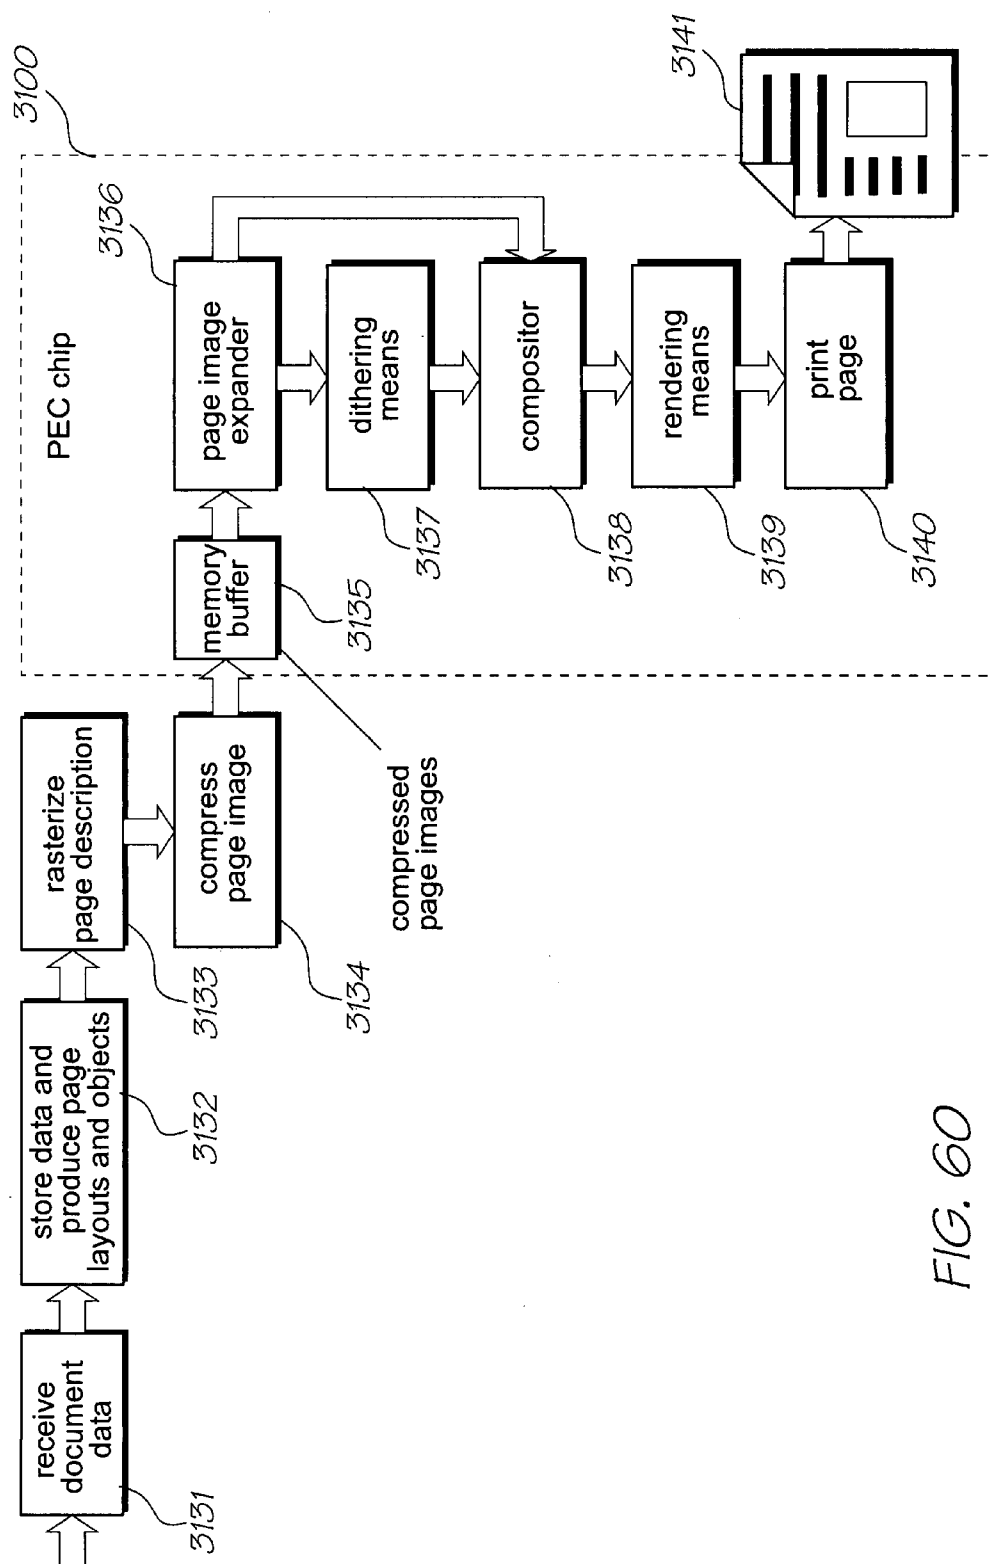 3100
PEC chip
receive
document
data
3131
store data and
produce page
layouts and objects
3132
rasterize
page description
3133
compress
page image
3134
compressed
page images
memory
buffer
3135
page image
expander
3136
dithering
means
3137
compositor
3138
rendering
means
3139
print
page
3140
3141
FIG. 60